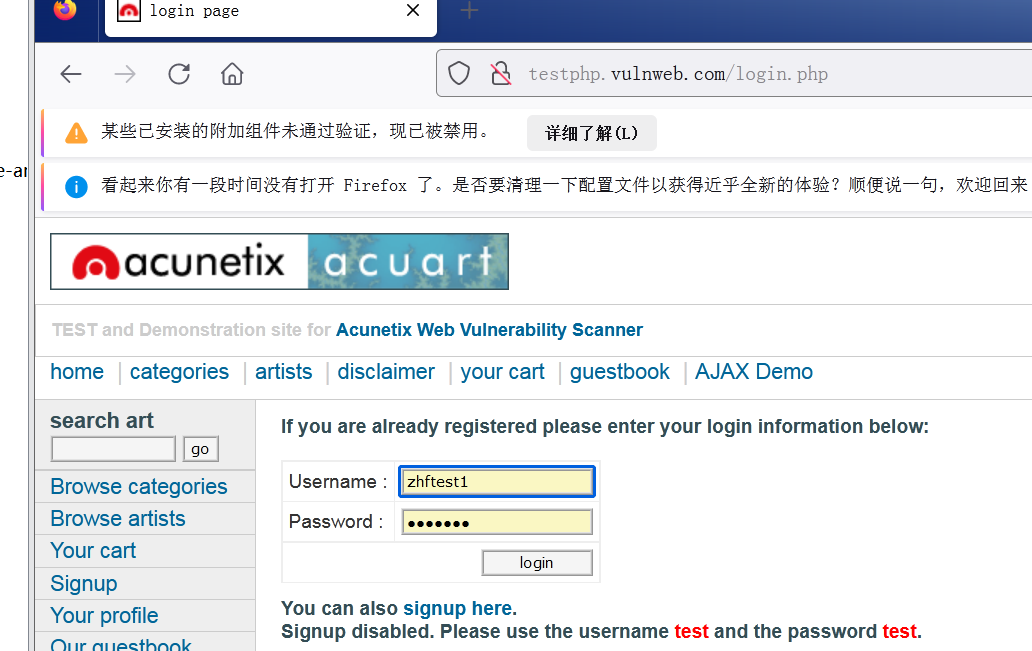 login page
testphp.vulnweb.com/login.php
某些已安装的附加组件未通过验证，现已被禁用。 详细了解(L)
看起来你有一段时间没有打开 Firefox 了。是否要清理一下配置文件以获得近乎全新的体验？顺便说一句，欢迎回来
acunetix acuart
TEST and Demonstration site for Acunetix Web Vulnerability Scanner
home categories artists disclaimer your cart guestbook AJAX Demo
search art
go
Browse categories
Browse artists
Your cart
Signup
Your profile
Our guestbook
If you are already registered please enter your login information below:
Username : zhftest1
Password : •••••••
login
You can also signup here.
Signup disabled. Please use the username test and the password test.